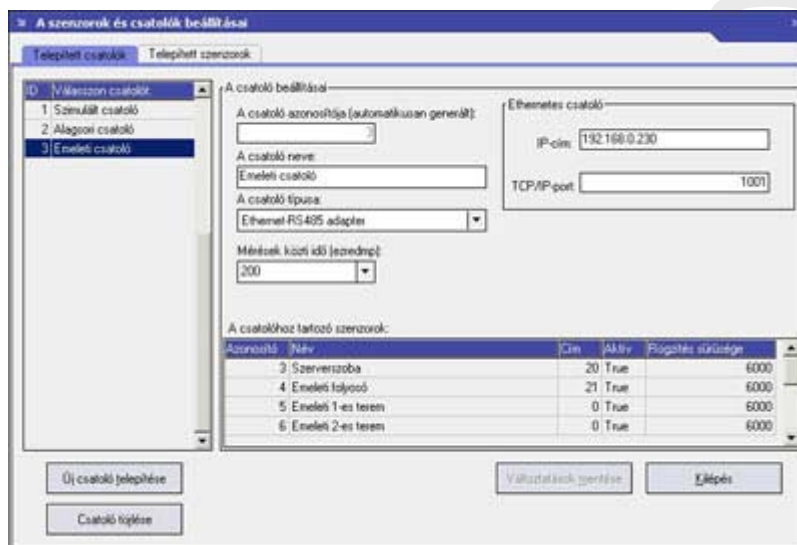 A szenzorok és csatolók beállításai
Telepített csatolók
Telepített szenzorok
ID Válasszon csatolót:
1 Szimulált csatoló
2 Alagsori csatoló
3 Emeleti csatoló
A csatoló beállításai
A csatoló azonosítója (automatikusan generált):
3
A csatoló neve:
Emeleti csatoló
A csatoló típusa:
Ethernet-RS485 adapter
Mérések közti idő (ezredmp):
200
Ethernetes csatoló
IP-cím: 192.168.0.230
TCP/IP-port: 1001
A csatolóhoz tartozó szenzorok:
Azonosító Név Cím Aktív Rögzítés sűrűsége
3 Szerverszoba 20 True 6000
4 Emeleti folyosó 21 True 6000
5 Emeleti 1-es terem 0 True 6000
6 Emeleti 2-es terem 0 True 6000
Új csatoló telepítése
Változtatások mentése
Kilépés
Csatoló törlése